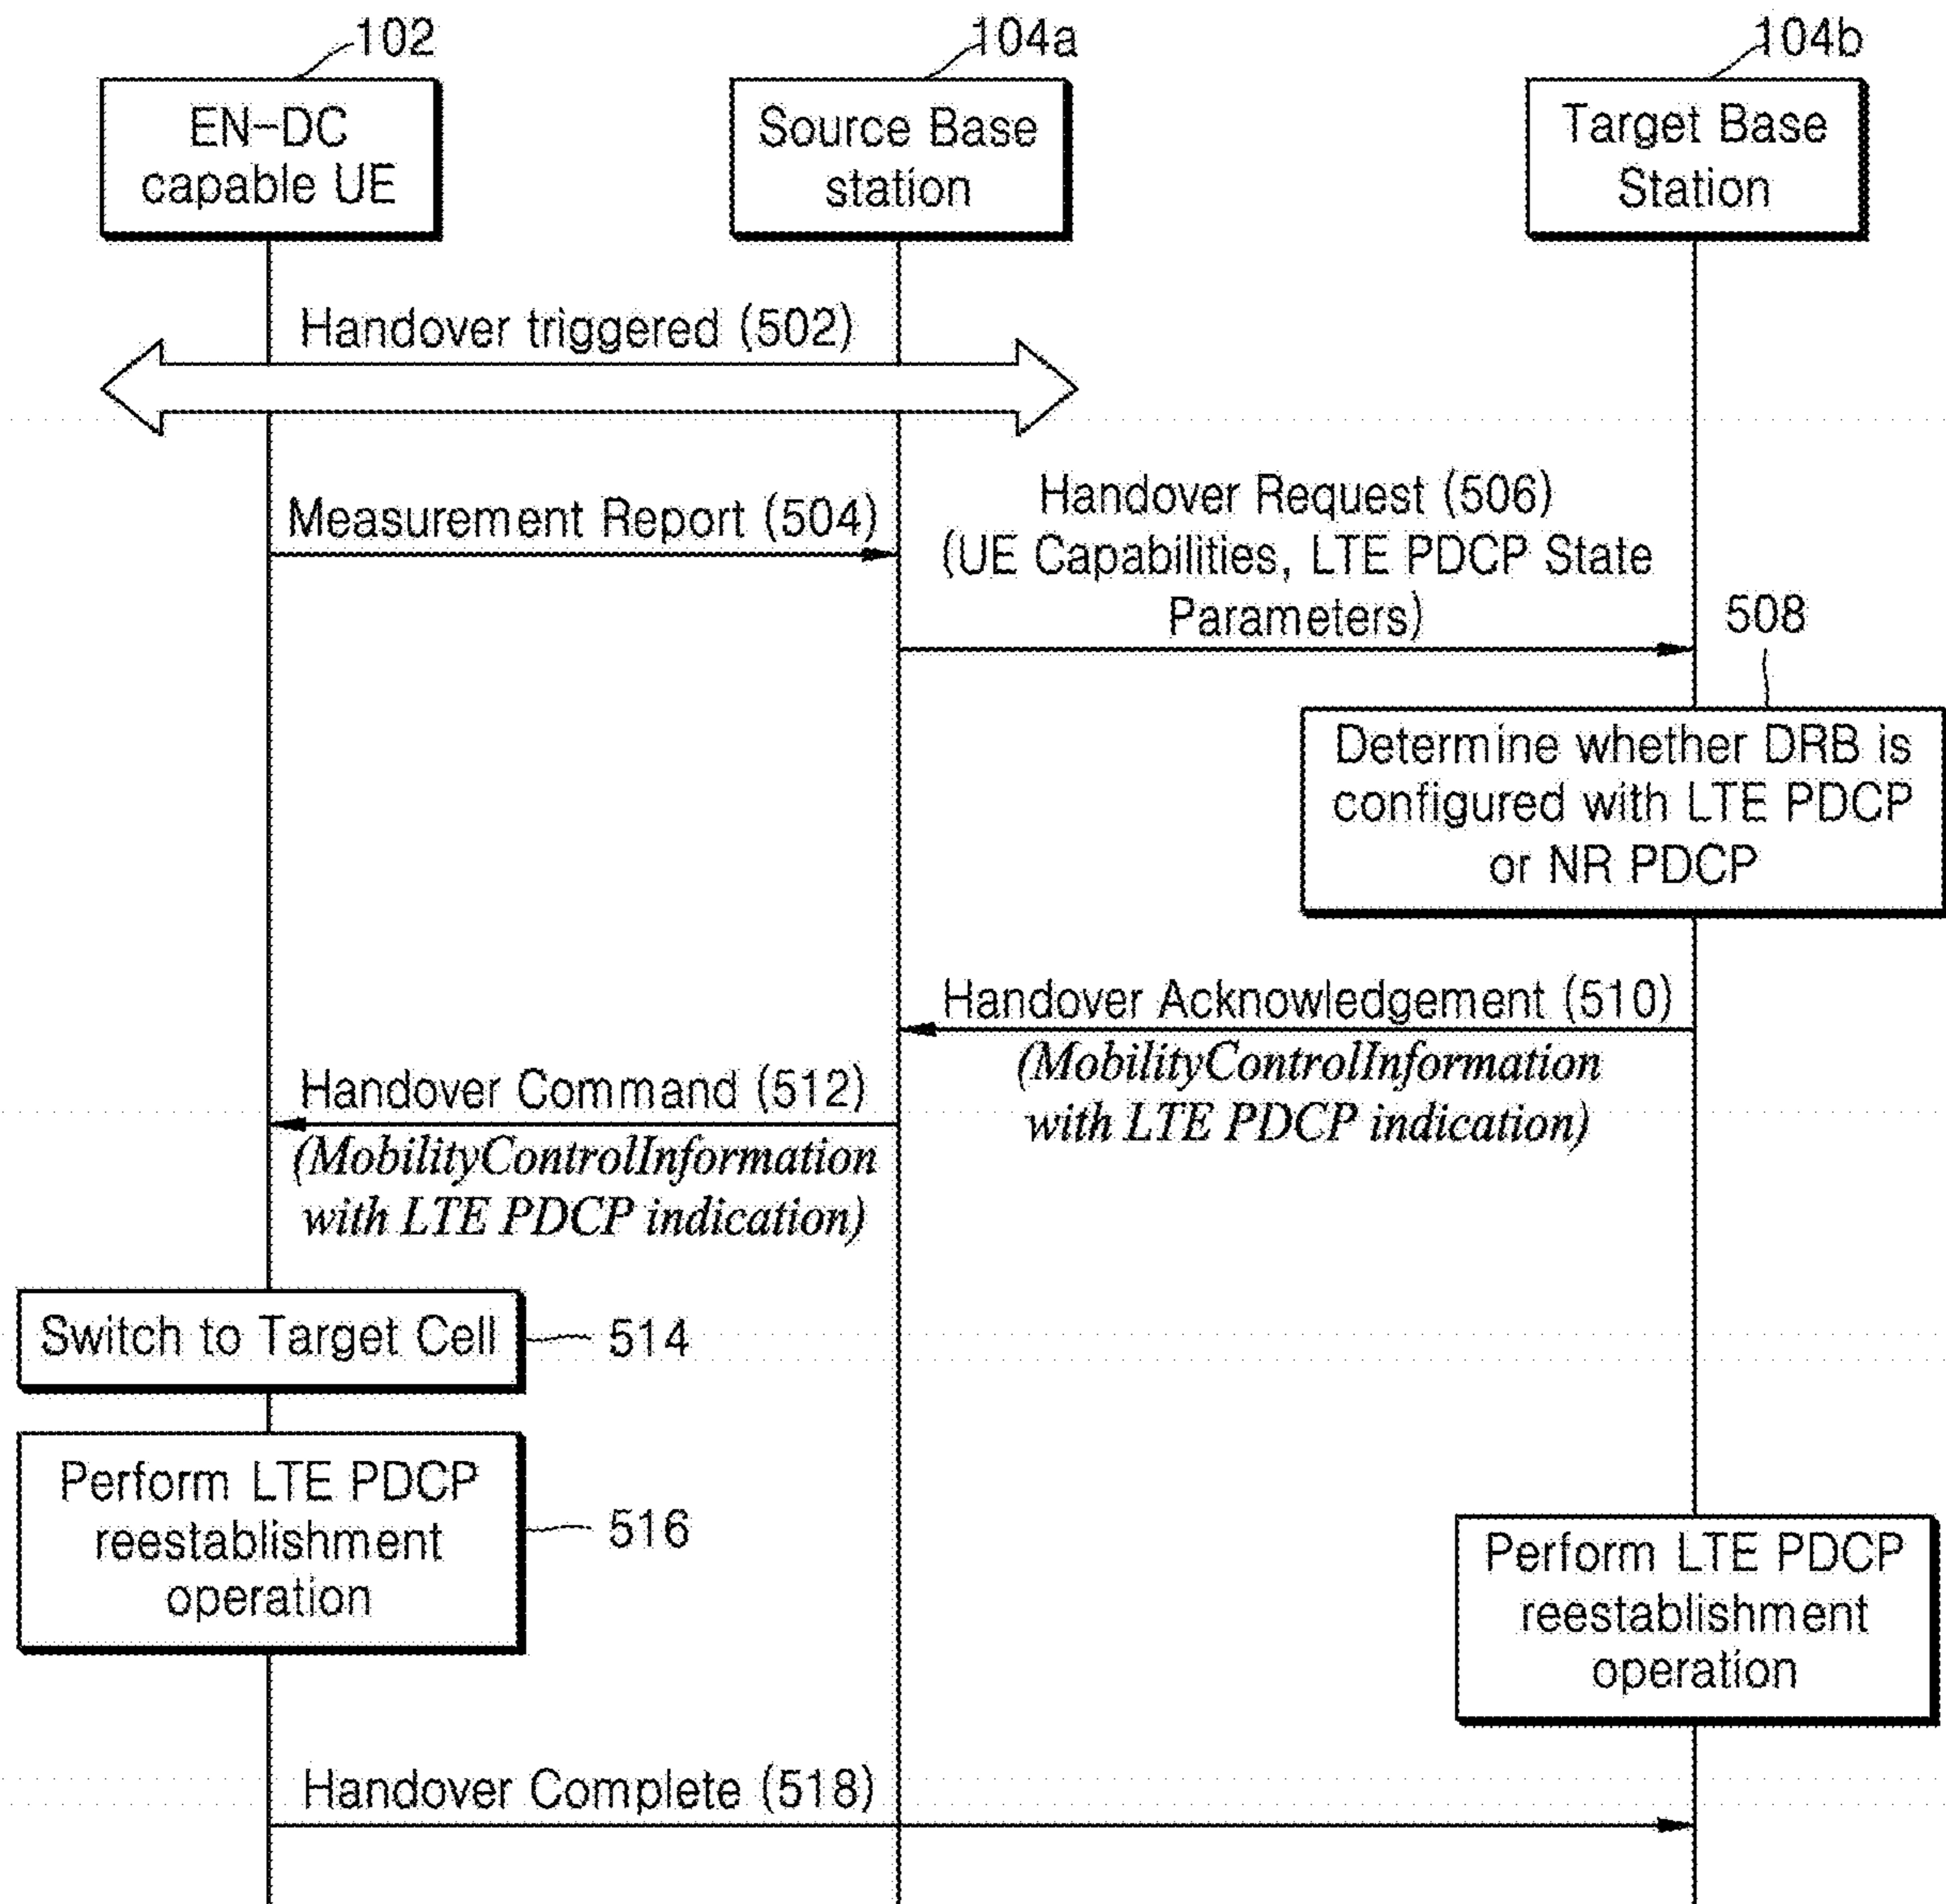 102
104a
104b
EN-DC
capable UE
Source Base
station
Target Base
Station
Handover triggered (502)
Measurement Report (504)
Handover Request (506)
(UE Capabilities, LTE PDCP State
Parameters)
508
Determine whether DRB is
configured with LTE PDCP
or NR PDCP
Handover Acknowledgement (510)
(MobilityControlInformation
with LTE PDCP indication)
Handover Command (512)
(MobilityControlInformation
with LTE PDCP indication)
Switch to Target Cell
514
Perform LTE PDCP
reestablishment
operation
516
Perform LTE PDCP
reestablishment
operation
Handover Complete (518)